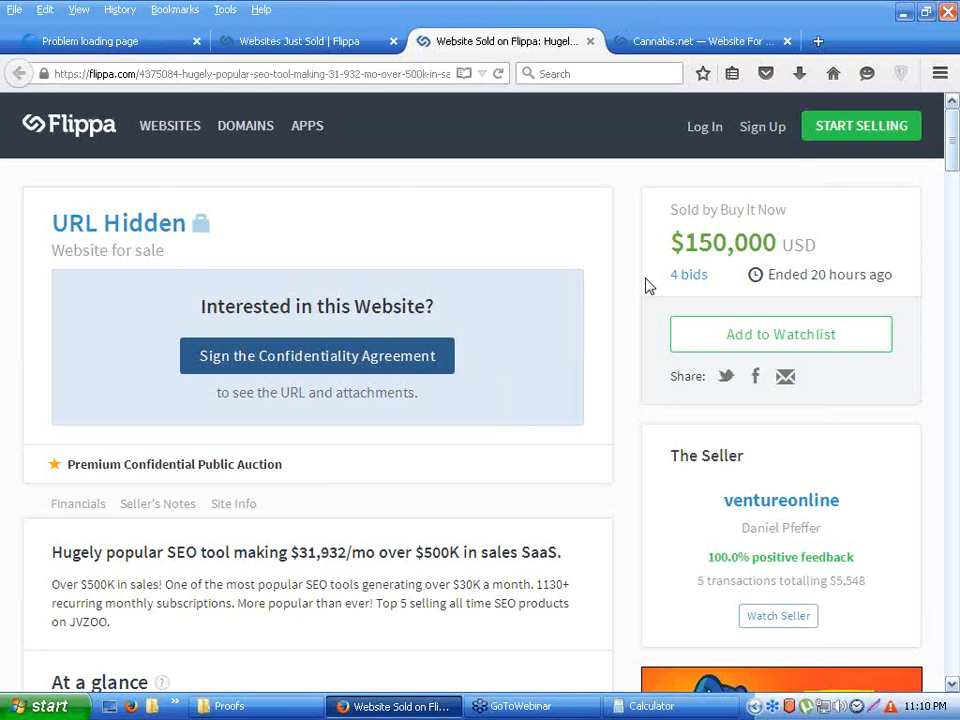 File Edit View History Bookmarks Tools Help
Problem loading page
Websites Just Sold | Flippa
Website Sold on Flippa: Hugel...
Cannabis.net — Website For ...
https://flippa.com/4375084-hugely-popular-seo-tool-making-31-932-mo-over-500k-in-sa
Search
Flippa WEBSITES DOMAINS APPS Log In Sign Up START SELLING
URL Hidden
Website for sale
Interested in this Website?
Sign the Confidentiality Agreement
to see the URL and attachments.
Premium Confidential Public Auction
Sold by Buy It Now
$150,000 USD
4 bids Ended 20 hours ago
Add to Watchlist
Share:
Financials Seller's Notes Site Info
Hugely popular SEO tool making $31,932/mo over $500K in sales SaaS.
Over $500K in sales! One of the most popular SEO tools generating over $30K a month. 1130+
recurring monthly subscriptions. More popular than ever! Top 5 selling all time SEO products
on JVZOO.
At a glance ?
The Seller
ventureonline
Daniel Pfeffer
100.0% positive feedback
5 transactions totalling $5,548
Watch Seller
start Proofs Website Sold on Fli... GoToWebinar Calculator 11:10 PM